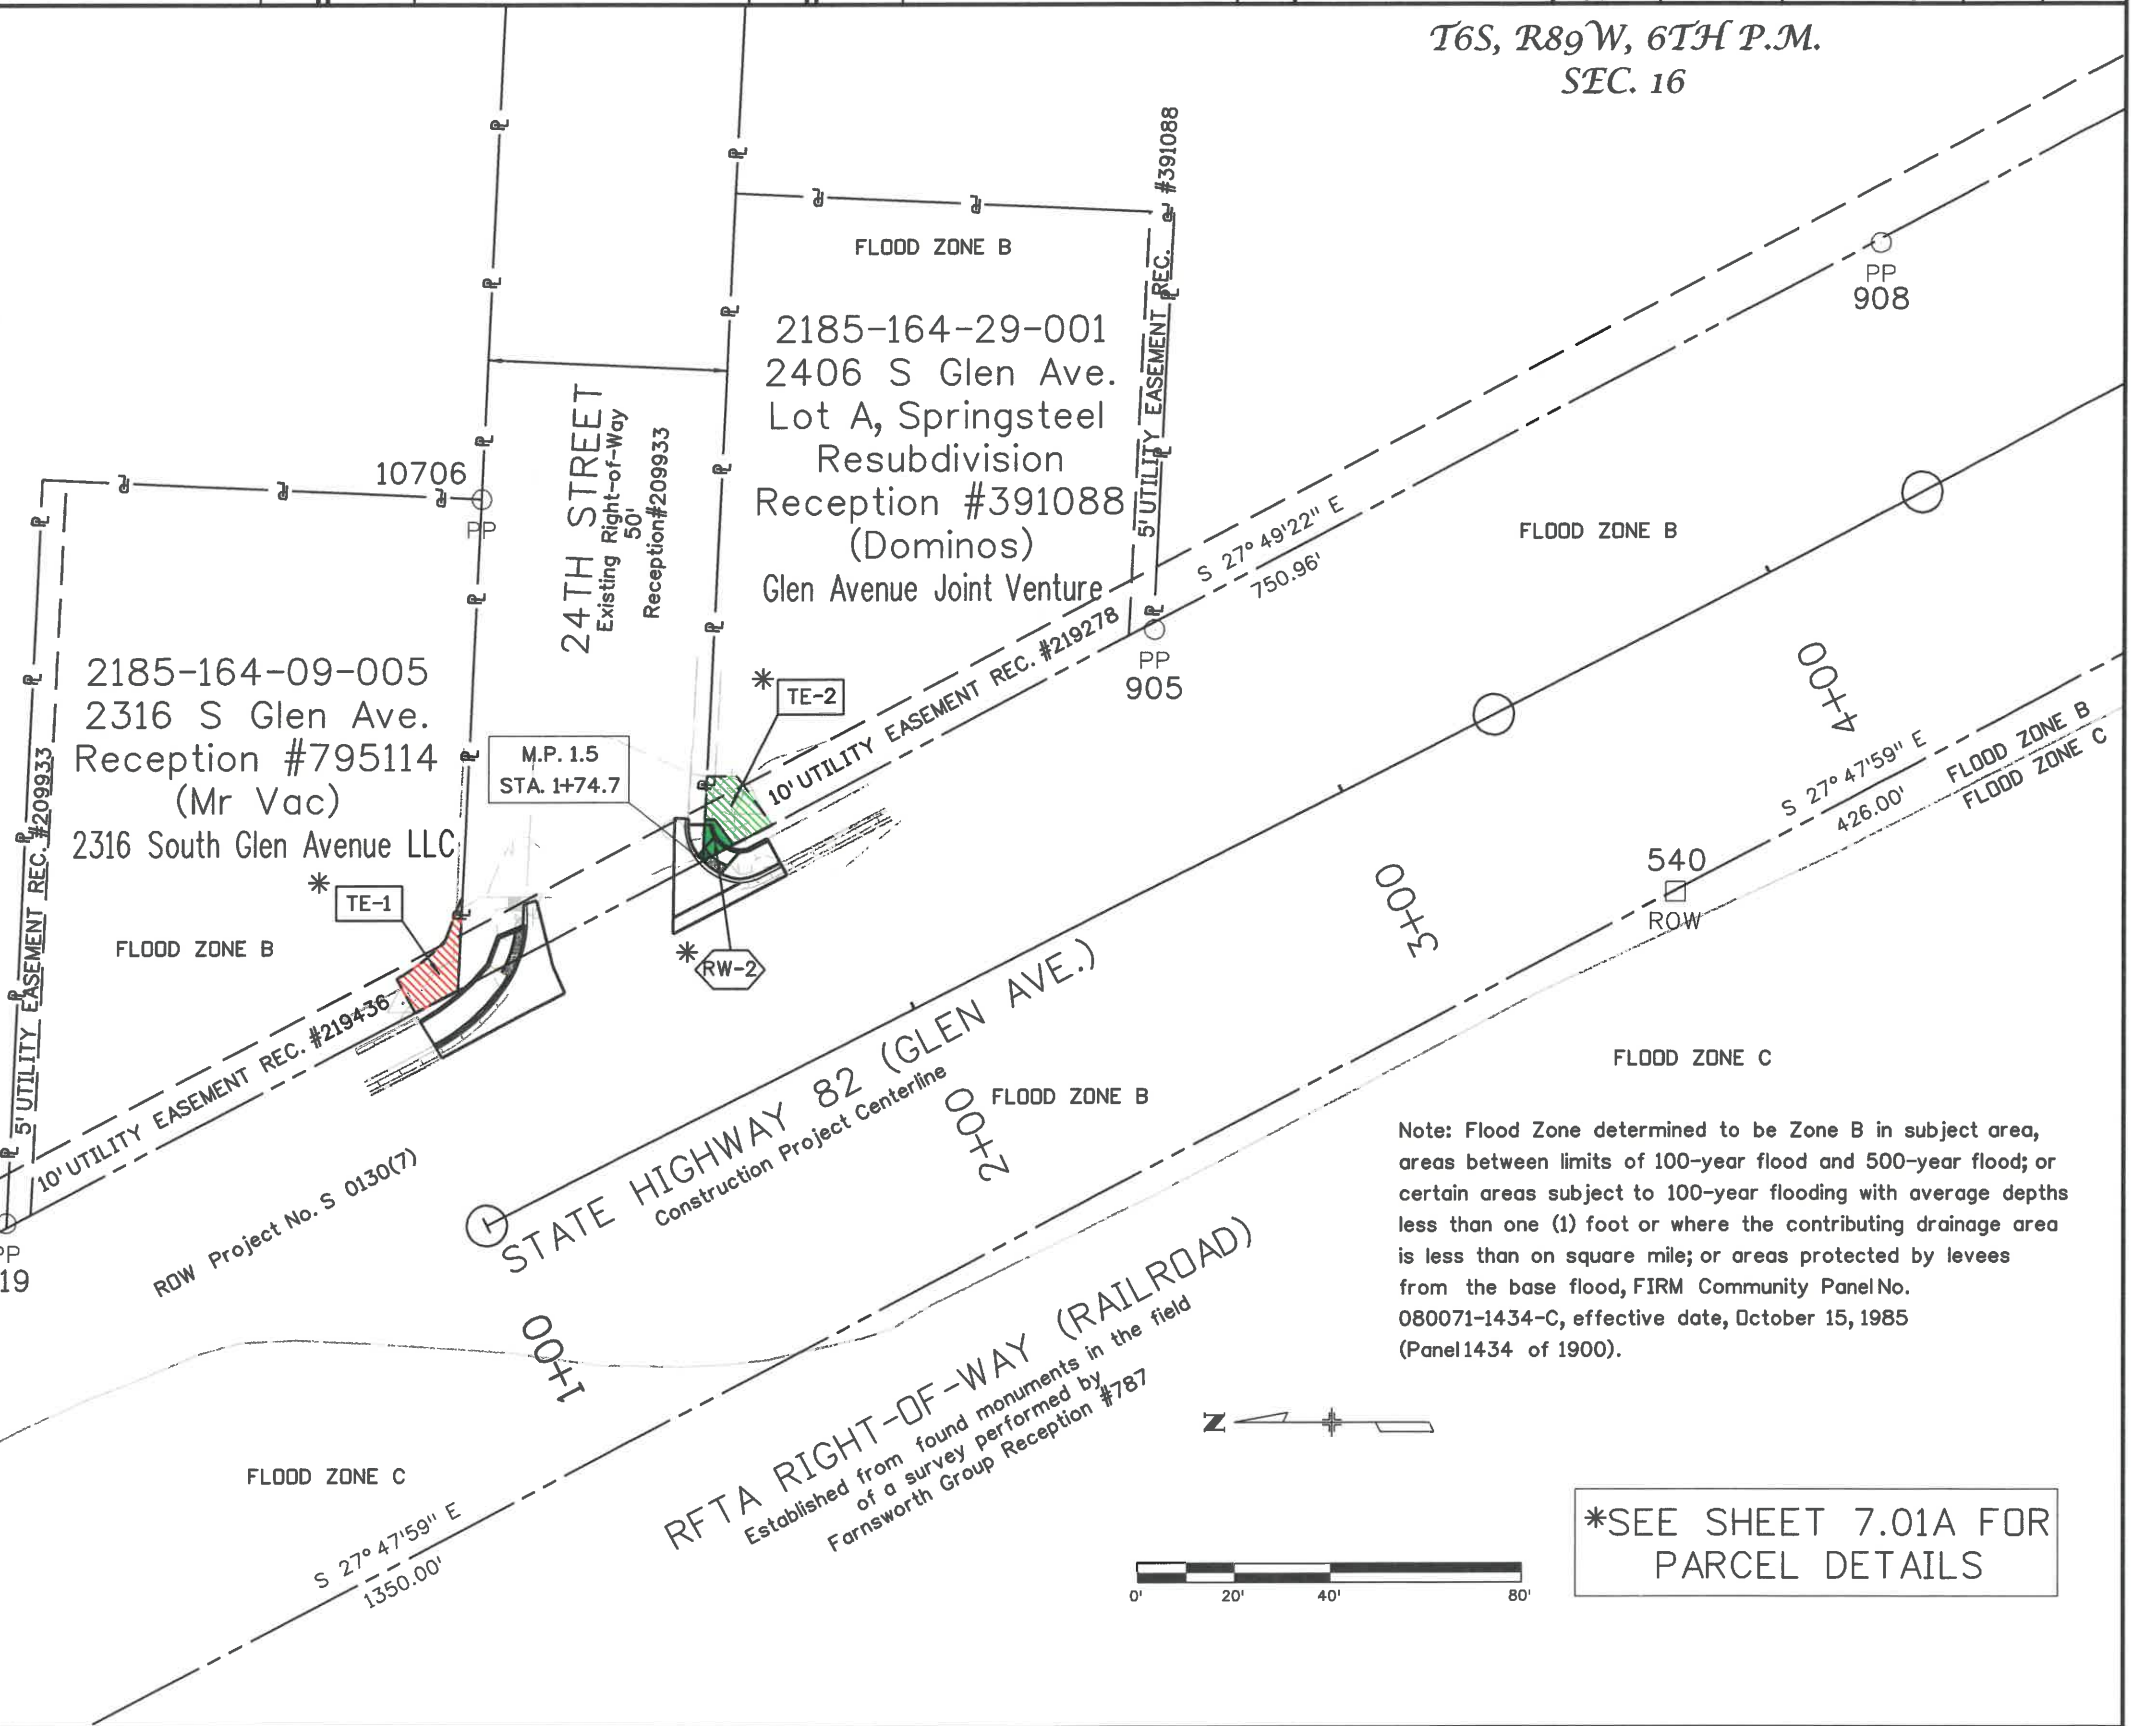 T6S, R89W, 6TH P.M.
SEC. 16
#391088
5' UTILITY EASEMENT REC.
FLOOD ZONE B
2185-164-29-001
2406 S Glen Ave.
Lot A, Springsteel
Resubdivision
Reception #391088
(Dominos)
Glen Avenue Joint Venture
PP
908
24TH STREET
Existing Right-of-Way
50'
Reception#209933
10706
PP
S 27° 49'22" E
750.96'
FLOOD ZONE B
PP
905
10' UTILITY EASEMENT REC. #219278
2185-164-09-005
2316 S Glen Ave.
Reception #795114
(Mr Vac)
2316 South Glen Avenue LLC
5' UTILITY EASEMENT REC. #209933
TE-2
M.P. 1.5
STA. 1+74.7
TE-1
RW-2
FLOOD ZONE B
10' UTILITY EASEMENT REC. #219436
4+00
3+00
2+00
1+00
S 27° 47'59" E
426.00'
FLOOD ZONE B
FLOOD ZONE C
540
ROW
FLOOD ZONE C
STATE HIGHWAY 82 (GLEN AVE.)
Construction Project Centerline
FLOOD ZONE B
ROW Project No. S 0130(7)
PP
19
Note: Flood Zone determined to be Zone B in subject area,
areas between limits of 100-year flood and 500-year flood; or
certain areas subject to 100-year flooding with average depths
less than one (1) foot or where the contributing drainage area
is less than on square mile; or areas protected by levees
from the base flood, FIRM Community Panel No.
080071-1434-C, effective date, October 15, 1985
(Panel 1434 of 1900).
RFTA RIGHT-OF-WAY (RAILROAD)
Established from found monuments in the field
of a survey performed by
Farnsworth Group Reception #787
N
FLOOD ZONE C
S 27° 47'59" E
1350.00'
0' 20' 40' 80'
*SEE SHEET 7.01A FOR
PARCEL DETAILS